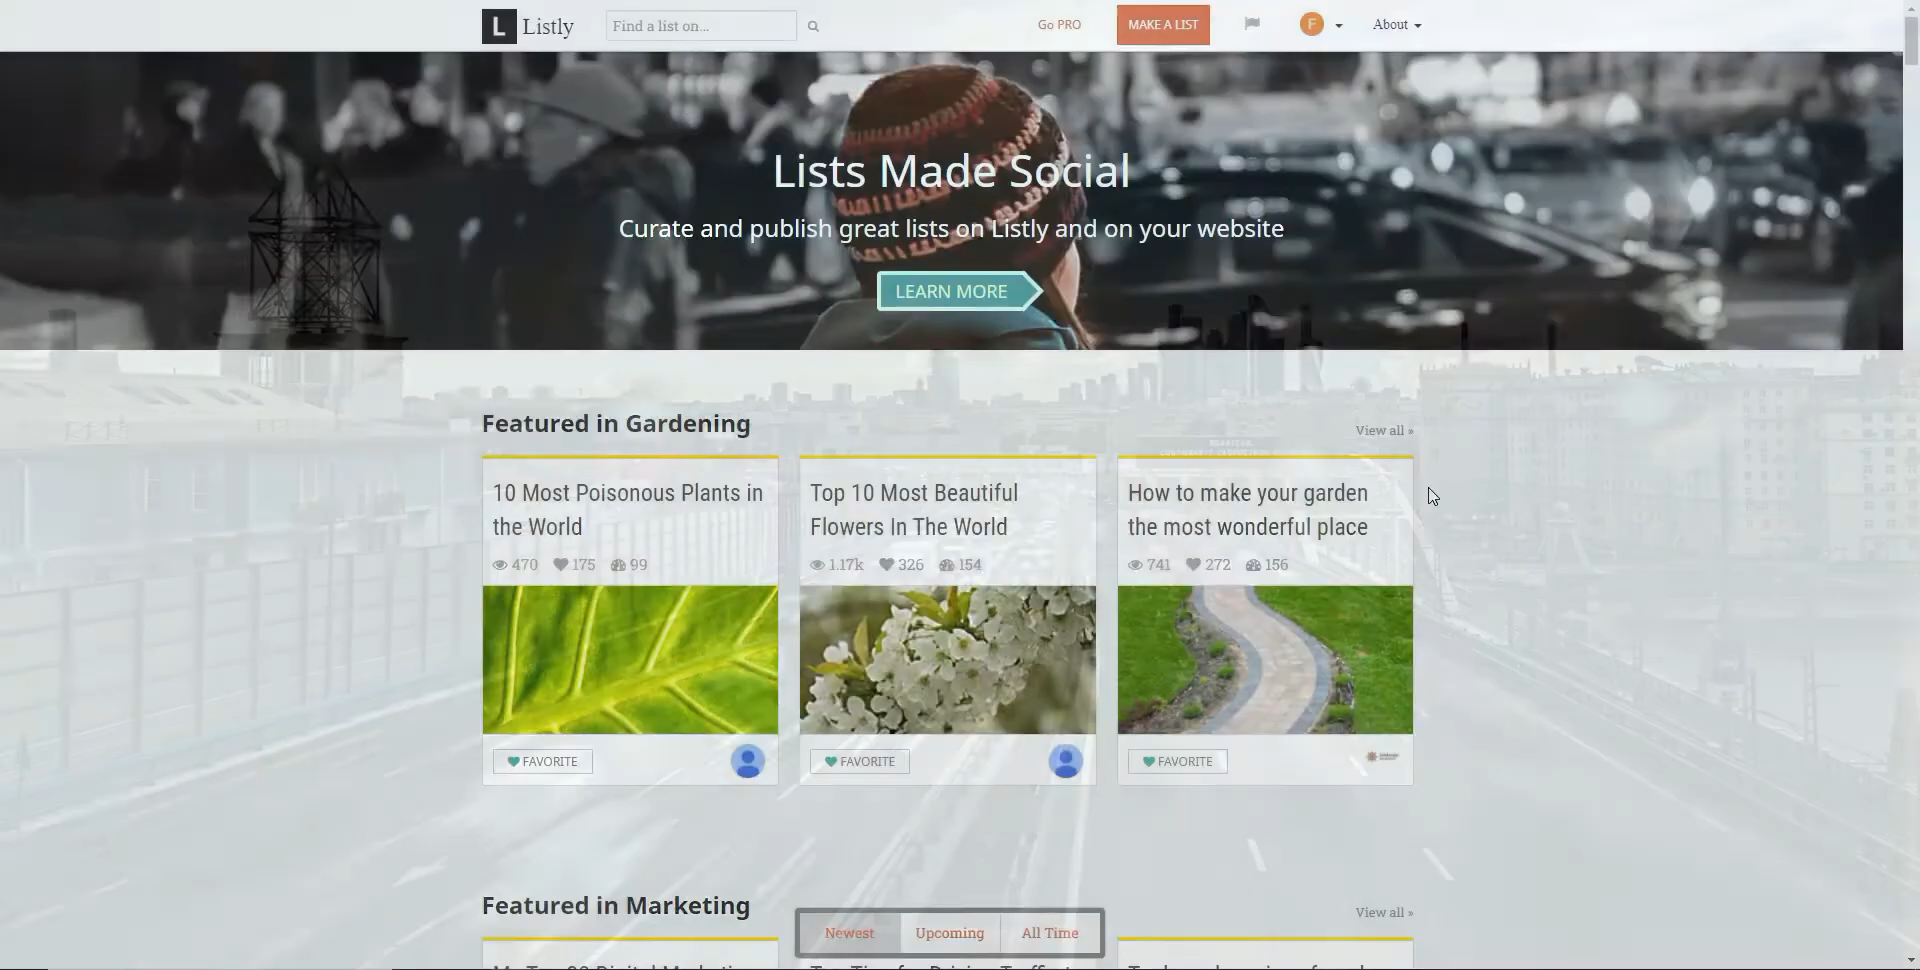 L Listly
Find a list on...
Go PRO
MAKE A LIST
F
About
Lists Made Social
Curate and publish great lists on Listly and on your website
LEARN MORE
Featured in Gardening
View all »
10 Most Poisonous Plants in
the World
470 175 99
FAVORITE
Top 10 Most Beautiful
Flowers In The World
1.17k 326 154
FAVORITE
How to make your garden
the most wonderful place
741 272 156
FAVORITE
Featured in Marketing
View all »
Newest
Upcoming
All Time